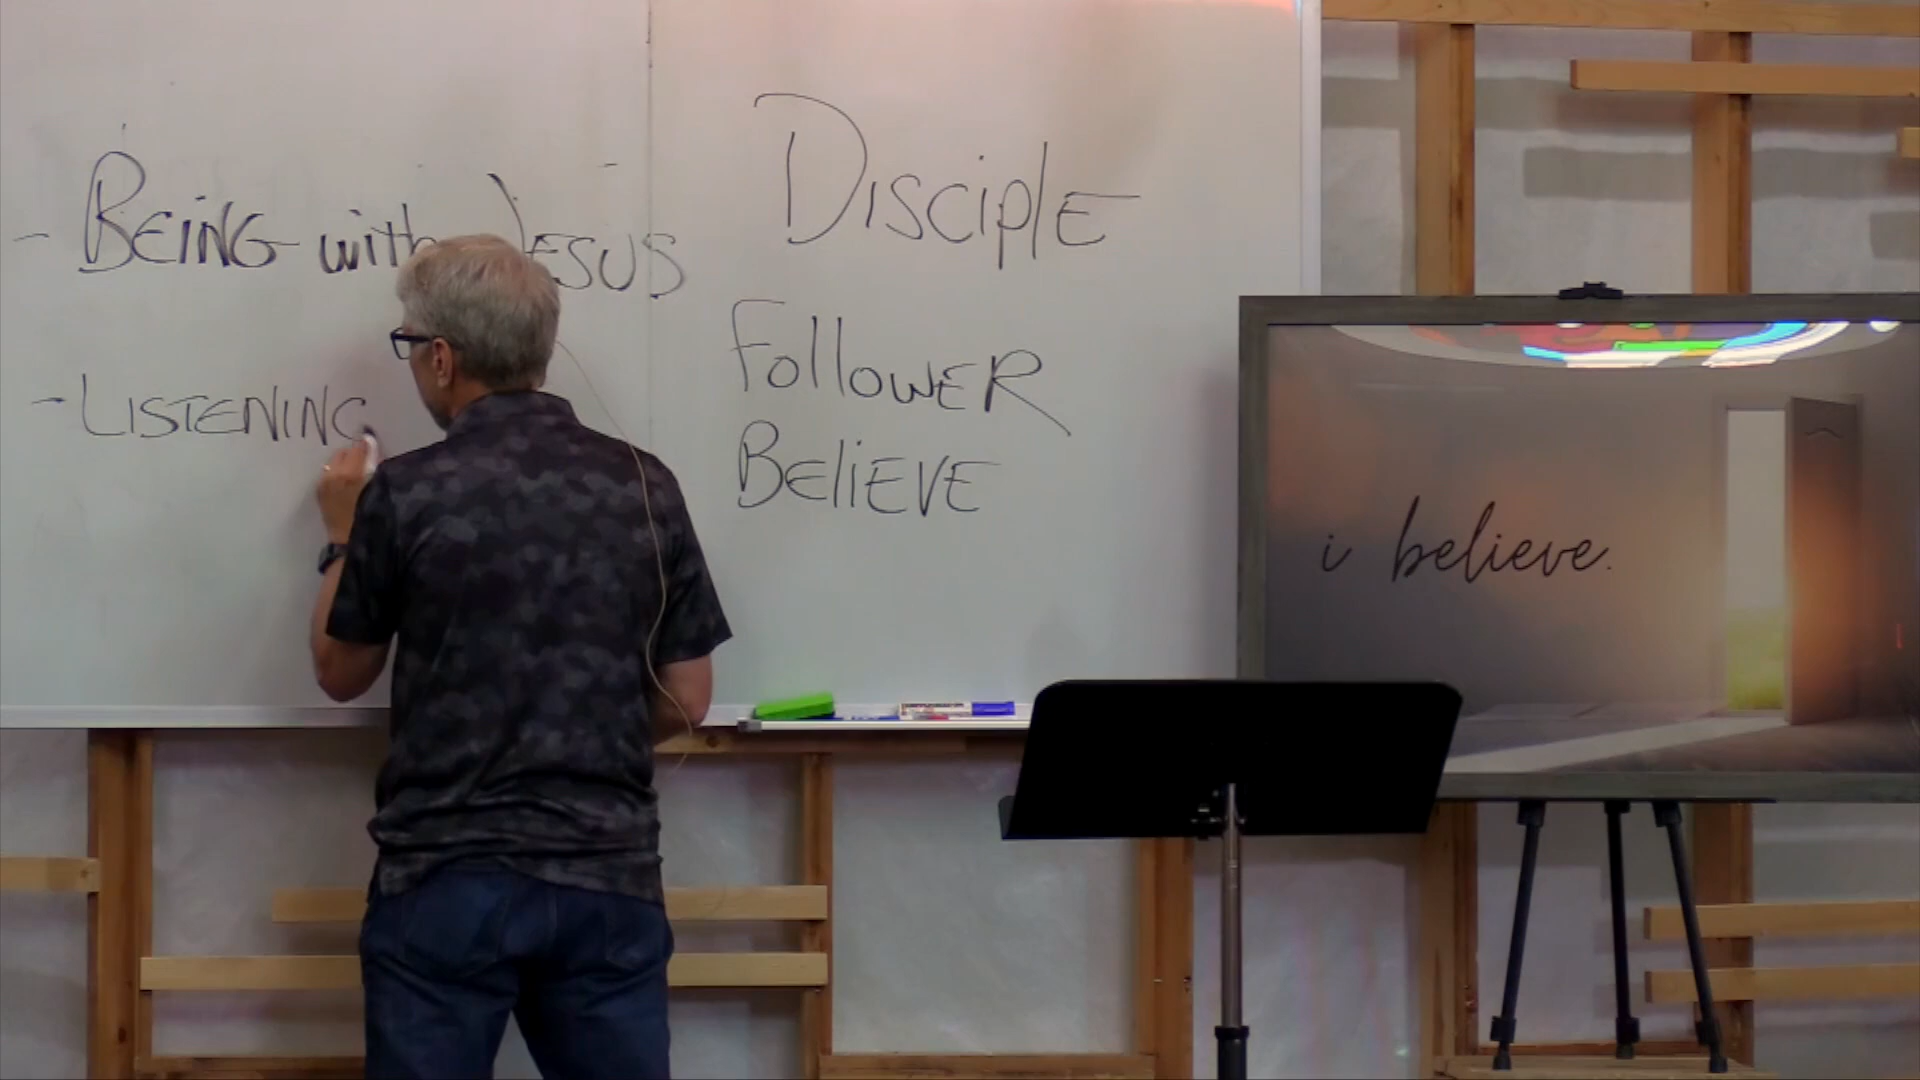 - BEING with JESUS
- LISTENING
DISCIPLE
FOLLOWER
BELIEVE
i believe.